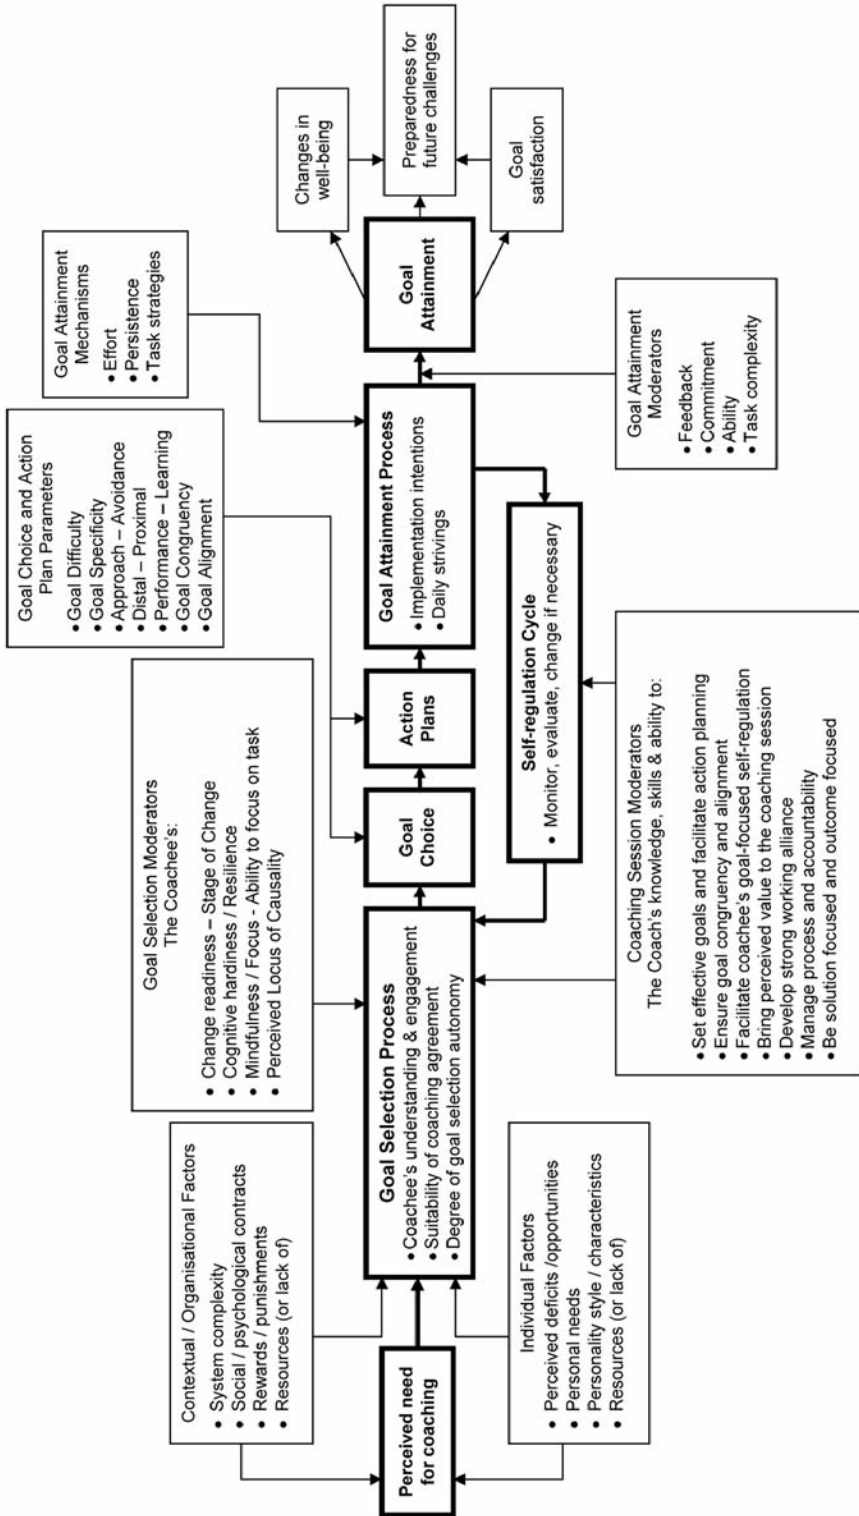 Contextual / Organisational Factors
• System complexity
• Social / psychological contracts
• Rewards / punishments
• Resources (or lack of)
Perceived need
for coaching
Individual Factors
• Perceived deficits /opportunities
• Personal needs
• Personality style / characteristics
• Resources (or lack of)
Goal Selection Moderators
The Coachee's:
• Change readiness – Stage of Change
• Cognitive hardiness / Resilience
• Mindfulness / Focus - Ability to focus on task
• Perceived Locus of Causality
Goal Selection Process
• Coachee's understanding & engagement
• Suitability of coaching agreement
• Degree of goal selection autonomy
Coaching Session Moderators
The Coach's knowledge, skills & ability to:
• Set effective goals and facilitate action planning
• Ensure goal congruency and alignment
• Facilitate coachee's goal-focused self-regulation
• Bring perceived value to the coaching session
• Develop strong working alliance
• Manage process and accountability
• Be solution focused and outcome focused
Goal Choice and Action
Plan Parameters
• Goal Difficulty
• Goal Specificity
• Approach – Avoidance
• Distal – Proximal
• Performance – Learning
• Goal Congruency
• Goal Alignment
Goal
Choice
Action
Plans
Self-regulation Cycle
• Monitor, evaluate, change if necessary
Goal Attainment
Mechanisms
• Effort
• Persistence
• Task strategies
Goal Attainment Process
• Implementation intentions
• Daily strivings
Goal Attainment
Moderators
• Feedback
• Commitment
• Ability
• Task complexity
Goal
Attainment
Changes in
well-being
Preparedness for
future challenges
Goal
satisfaction